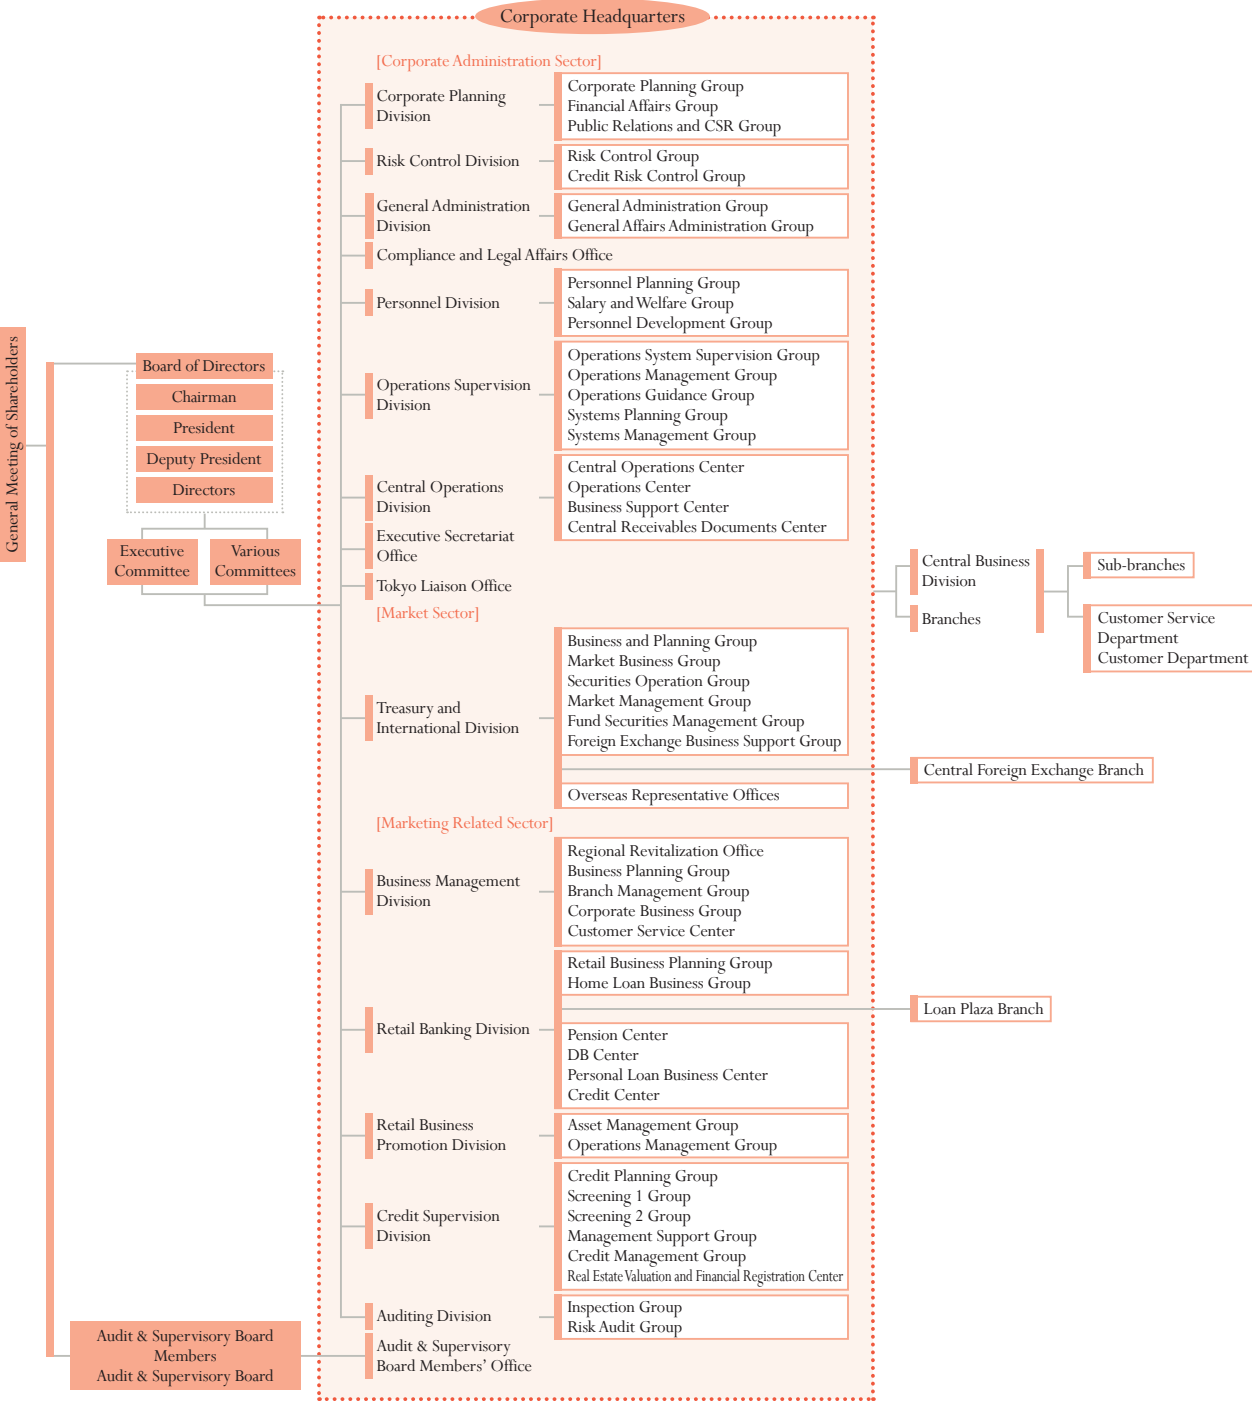 Corporate Headquarters
General Meeting of Shareholders
Board of Directors
Chairman
President
Deputy President
Directors
Executive
Committee
Various
Committees
[Corporate Administration Sector]
Corporate Planning
Division
Corporate Planning Group
Financial Affairs Group
Public Relations and CSR Group
Risk Control Division
Risk Control Group
Credit Risk Control Group
General Administration
Division
General Administration Group
General Affairs Administration Group
Compliance and Legal Affairs Office
Personnel Division
Personnel Planning Group
Salary and Welfare Group
Personnel Development Group
Operations Supervision
Division
Operations System Supervision Group
Operations Management Group
Operations Guidance Group
Systems Planning Group
Systems Management Group
Central Operations
Division
Central Operations Center
Operations Center
Business Support Center
Central Receivables Documents Center
Executive Secretariat
Office
Tokyo Liaison Office
[Market Sector]
Treasury and
International Division
Business and Planning Group
Market Business Group
Securities Operation Group
Market Management Group
Fund Securities Management Group
Foreign Exchange Business Support Group
Central Foreign Exchange Branch
Overseas Representative Offices
[Marketing Related Sector]
Business Management
Division
Regional Revitalization Office
Business Planning Group
Branch Management Group
Corporate Business Group
Customer Service Center
Retail Banking Division
Retail Business Planning Group
Home Loan Business Group
Loan Plaza Branch
Pension Center
DB Center
Personal Loan Business Center
Credit Center
Retail Business
Promotion Division
Asset Management Group
Operations Management Group
Credit Supervision
Division
Credit Planning Group
Screening 1 Group
Screening 2 Group
Management Support Group
Credit Management Group
Real Estate Valuation and Financial Registration Center
Auditing Division
Inspection Group
Risk Audit Group
Audit & Supervisory Board
Members
Audit & Supervisory Board
Audit & Supervisory
Board Members' Office
Central Business
Division
Branches
Sub-branches
Customer Service
Department
Customer Department